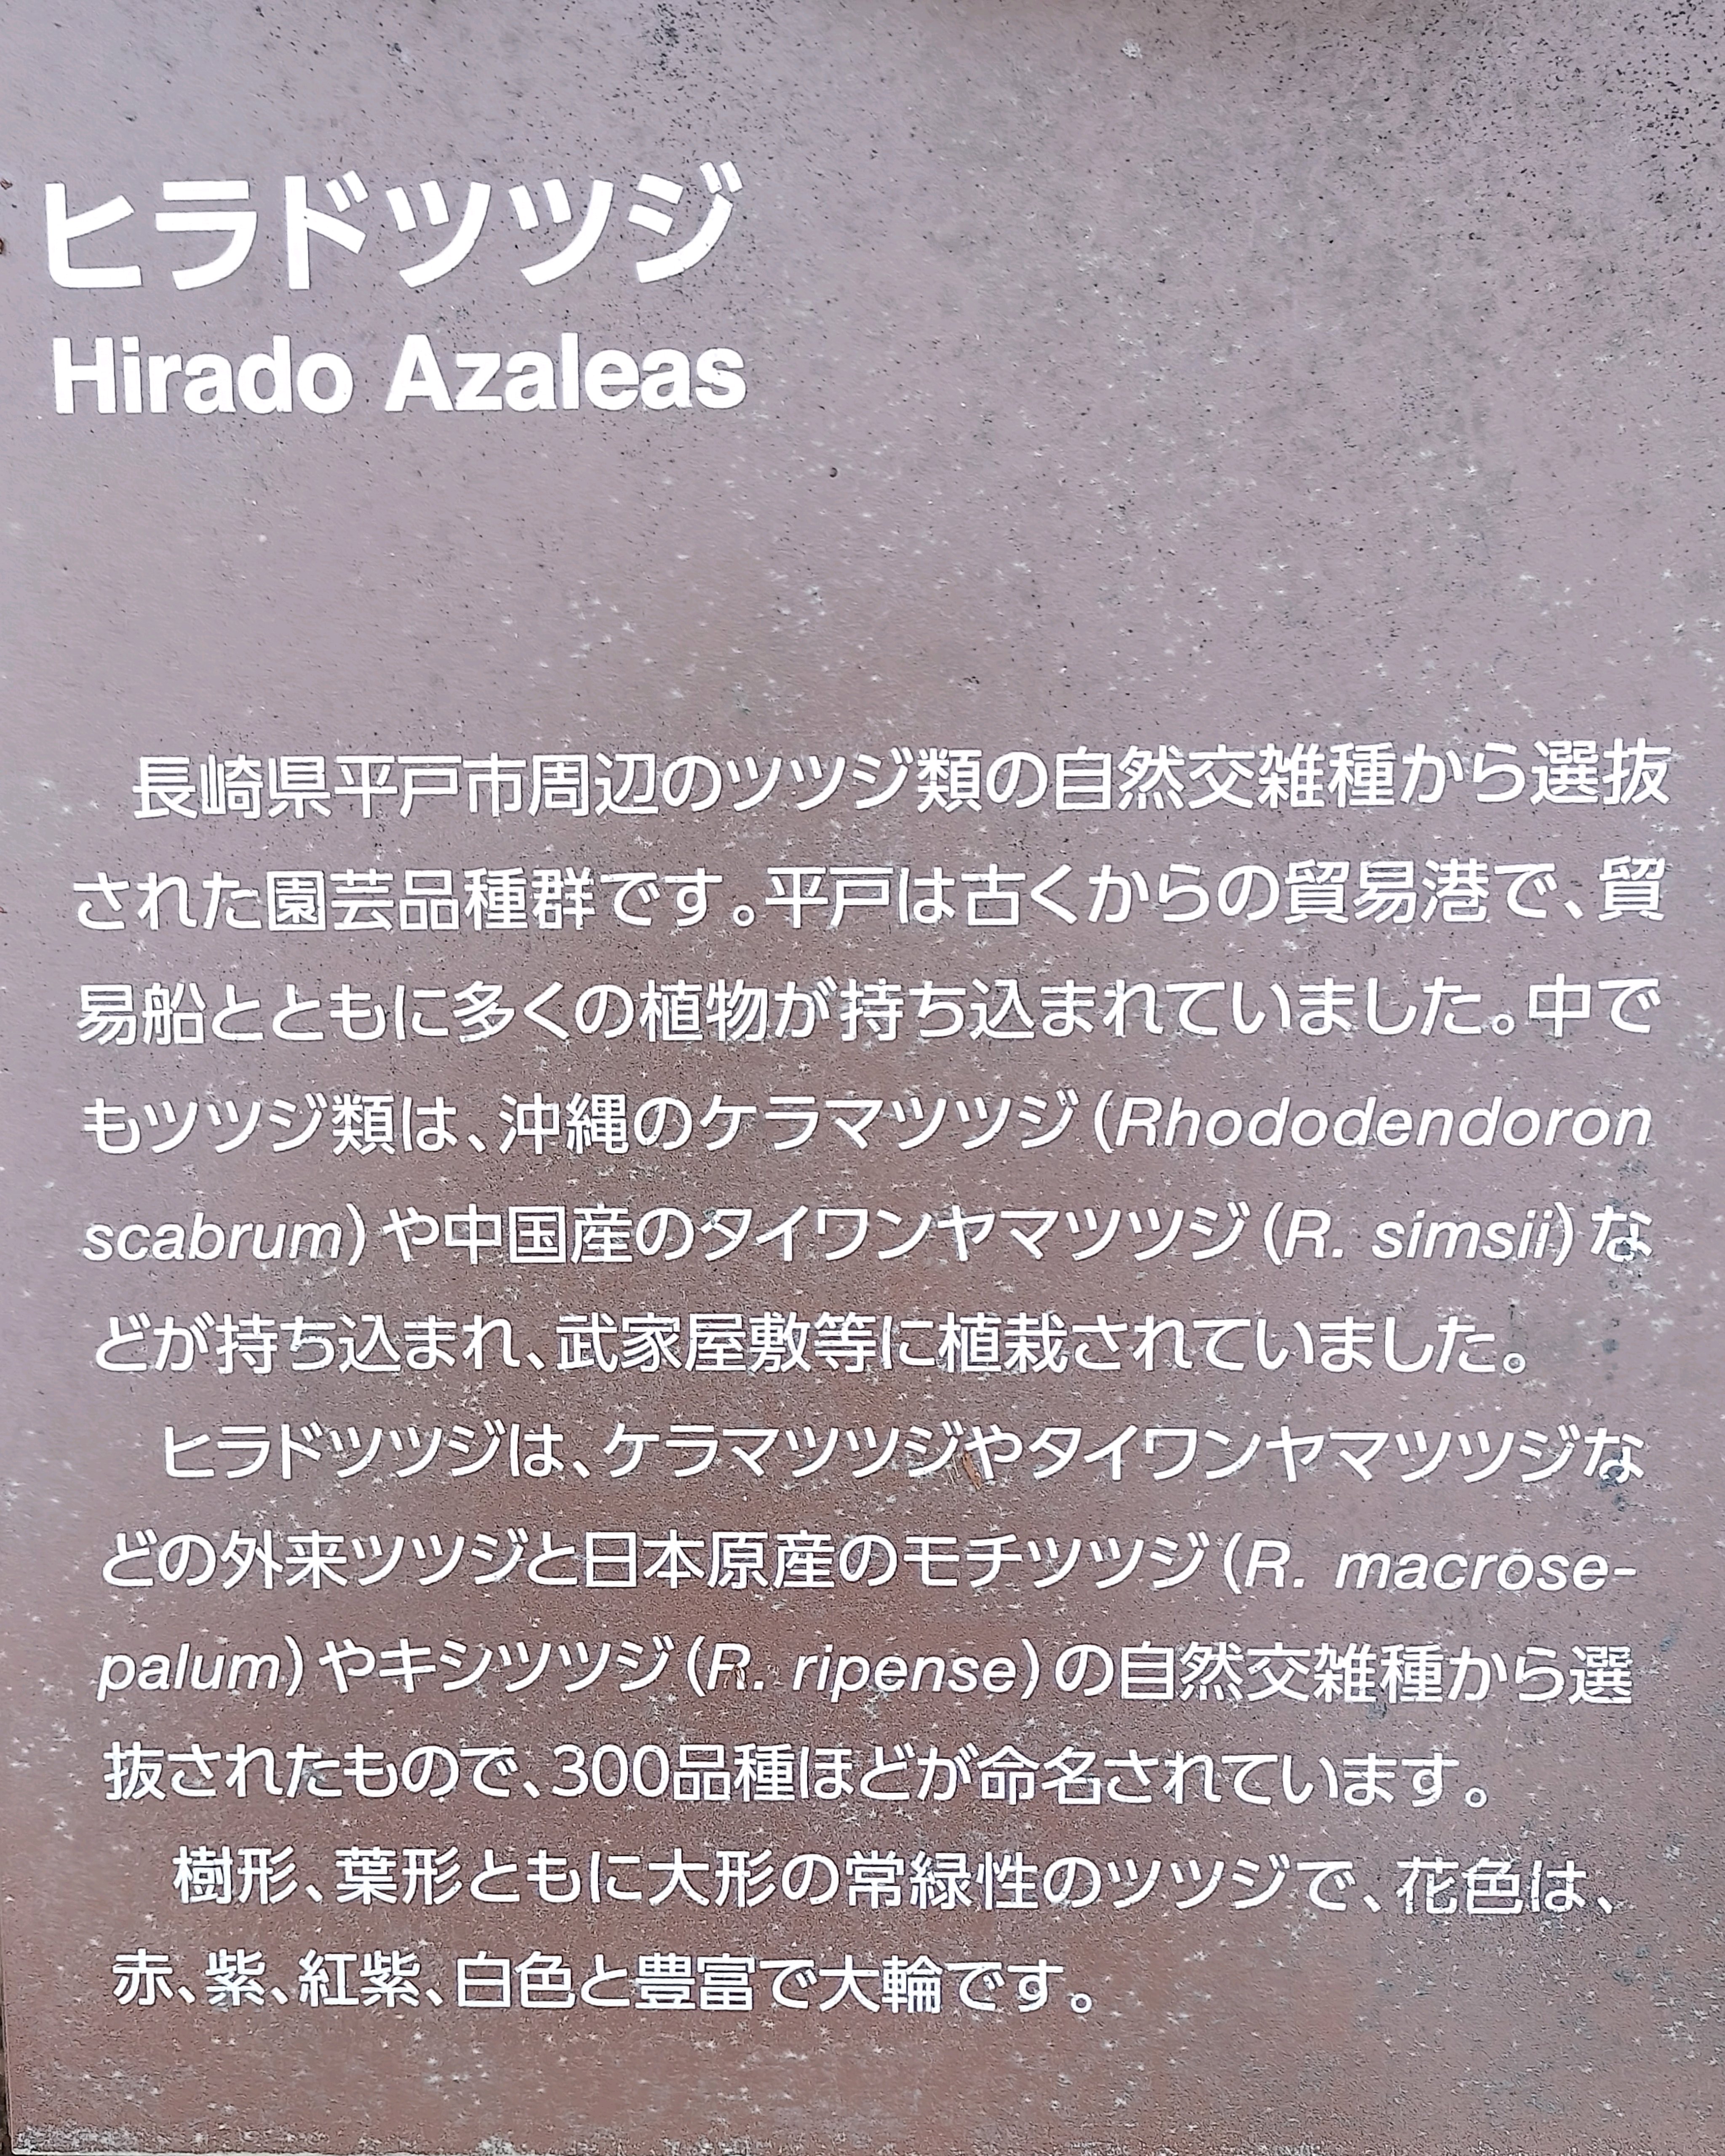 ヒラドツツジ
Hirado Azaleas
長崎県平戸市周辺のツツジ類の自然交雑種から選抜
された園芸品種群です。平戸は古くからの貿易港で、貿
易船とともに多くの植物が持ち込まれていました。中で
もツツジ類は、沖縄のケラマツツジ（Rhododendoron
scabrum）や中国産のタイワンヤマツツジ（R. simsii）な
どが持ち込まれ、武家屋敷等に植栽されていました。
ヒラドツツジは、ケラマツツジやタイワンヤマツツジな
どの外来ツツジと日本原産のモチツツジ（R. macrose-
palum）やキシツツジ（R. ripense）の自然交雑種から選
抜されたもので、300品種ほどが命名されています。
樹形、葉形ともに大形の常緑性のツツジで、花色は、
赤、紫、紅紫、白色と豊富で大輪です。